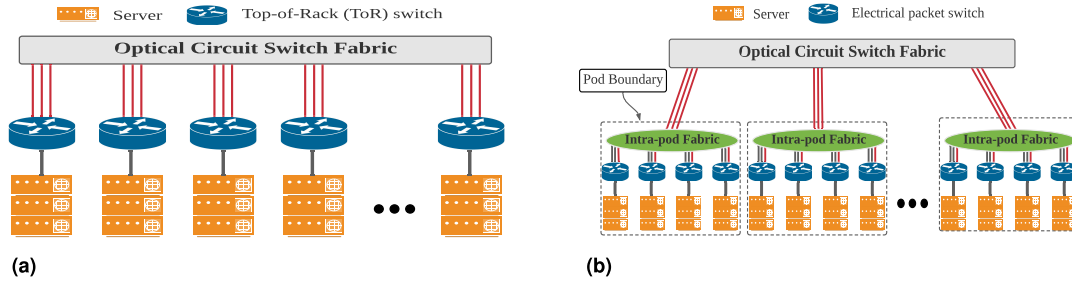 Server
Top-of-Rack (ToR) switch
Optical Circuit Switch Fabric
(a)
Server
Electrical packet switch
Optical Circuit Switch Fabric
Pod Boundary
Intra-pod Fabric
Intra-pod Fabric
Intra-pod Fabric
(b)